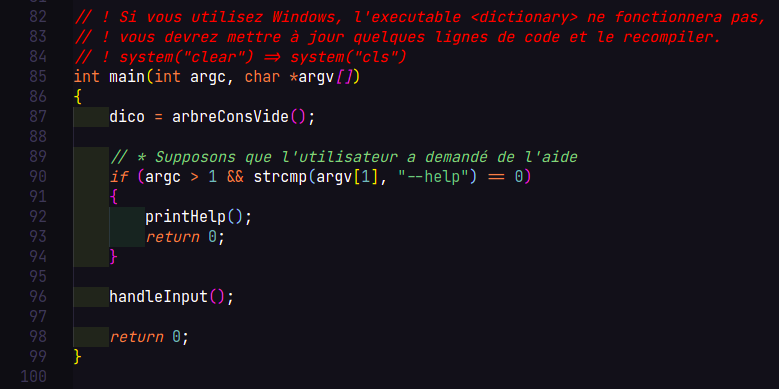 82 // ! Si vous utilisez Windows, l'executable <dictionary> ne fonctionnera pas,
83 // ! vous devrez mettre à jour quelques lignes de code et le recompiler.
84 // ! system("clear") => system("cls")
85 int main(int argc, char *argv[])
86 {
87 dico = arbreConsVide();
88
89 // * Supposons que l'utilisateur a demandé de l'aide
90 if (argc > 1 && strcmp(argv[1], "--help") == 0)
91 {
92 printHelp();
93 return 0;
94 }
95
96 handleInput();
97
98 return 0;
99 }
100